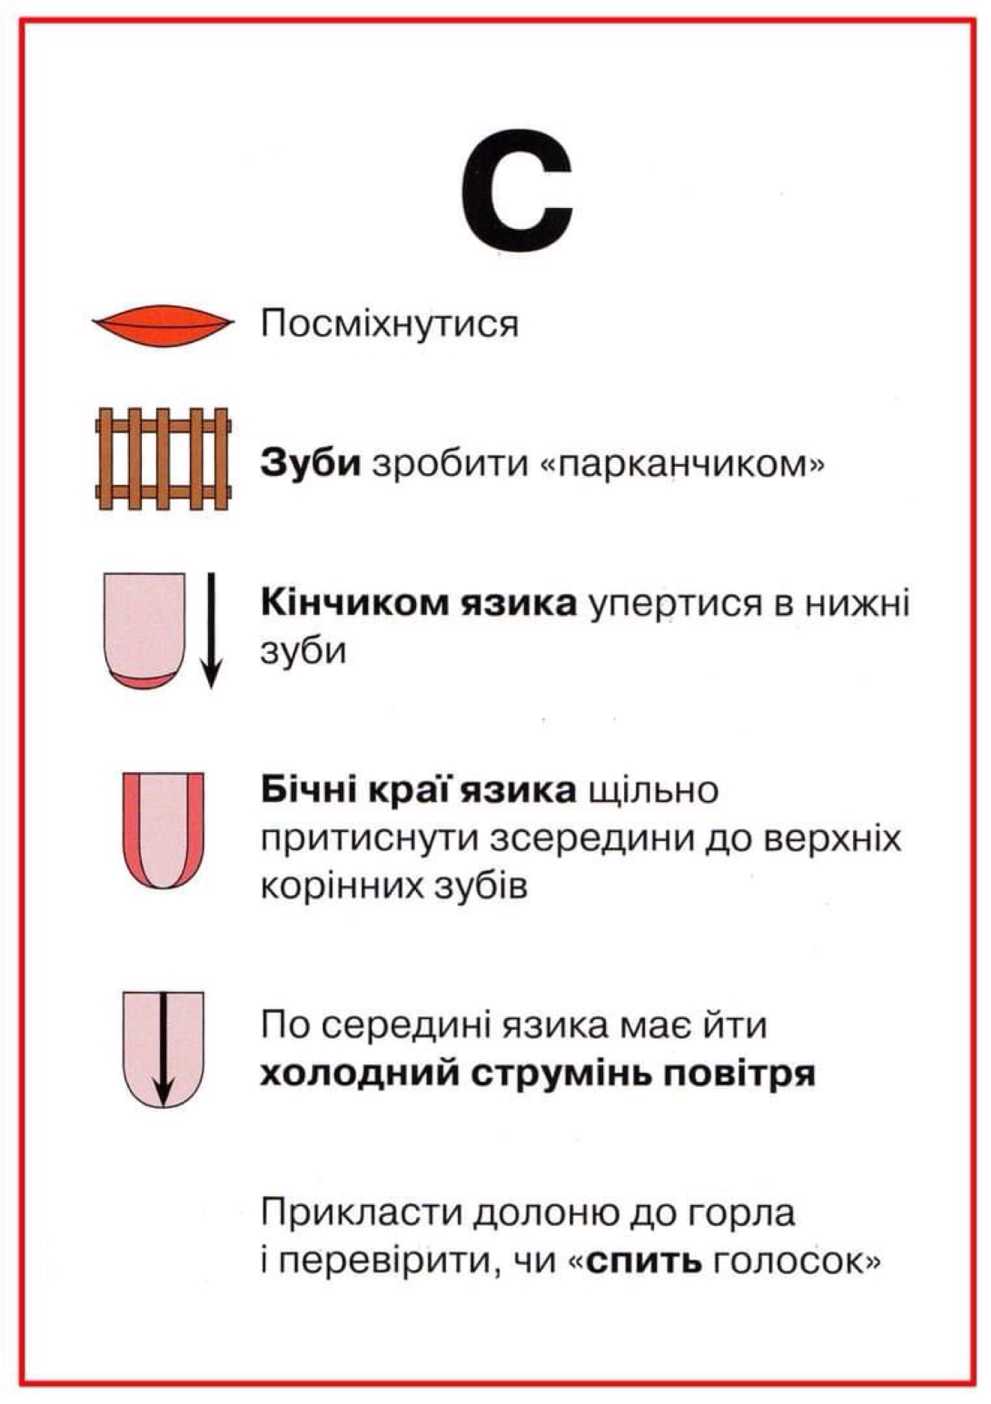 С
Посміхнутися
Зуби зробити «парканчиком»
Кінчиком язика упертися в нижні
зуби
Бічні краї язика щільно
притиснути зсередини до верхніх
корінних зубів
По середині язика має йти
холодний струмінь повітря
Прикласти долоню до горла
і перевірити, чи «спить голосок»